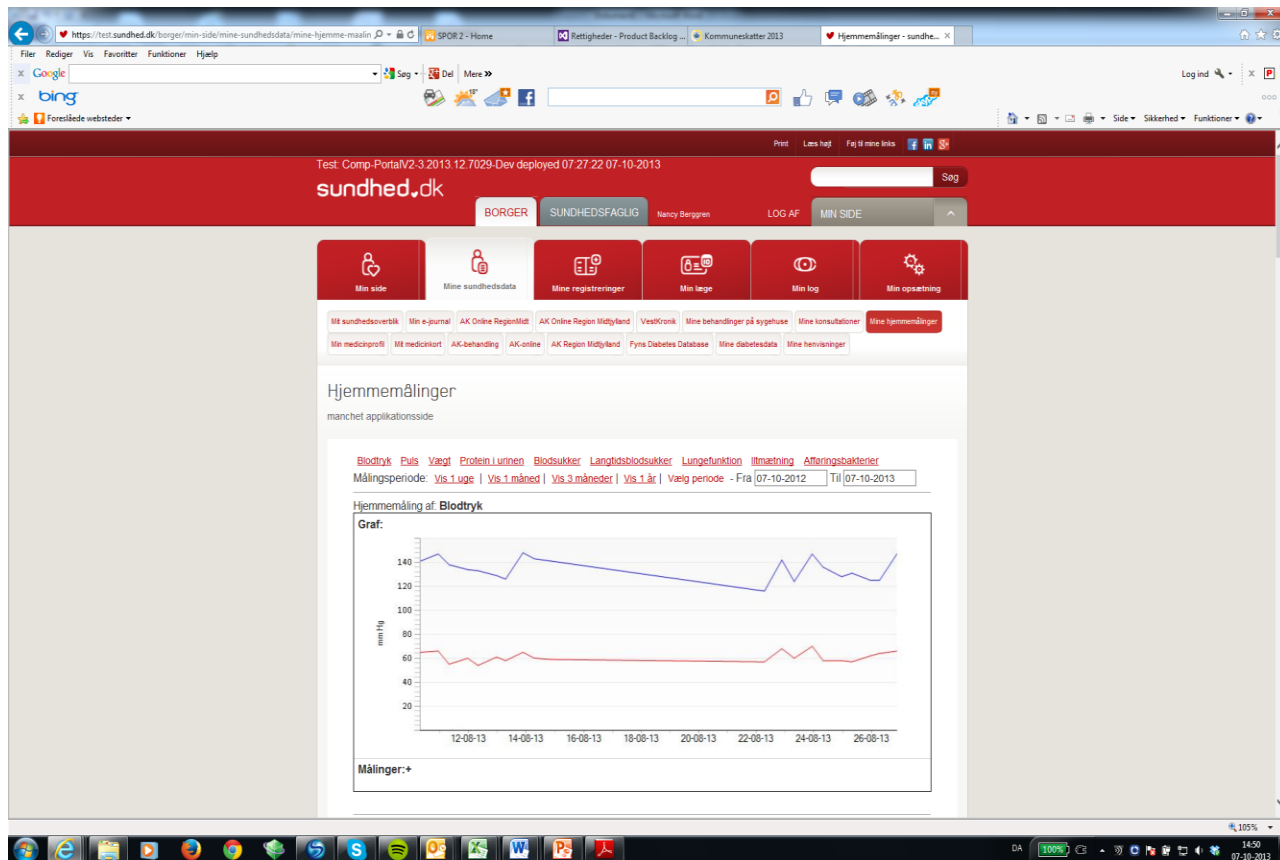 https://test.sundhed.dk/borger/min-side/mine-sundhedsdata/mine-hjemme-maalin
SPOR 2 - Home
Rettigheder - Product Backlog ...
Kommuneskatter 2013
Hjemmemålinger - sundhe...
Filer Rediger Vis Favoritter Funktioner Hjælp
x Google Søg Del Mere » Log ind
x bing 18°
Foreslåede websteder Side Sikkerhed Funktioner
Print Læs højt Føj til mine links
Test: Comp-PortalV2-3.2013.12.7029-Dev deployed 07:27:22 07-10-2013
sundhed.dk Søg
BORGER SUNDHEDSFAGLIG Nancy Berggren LOG AF MIN SIDE
Min side Mine sundhedsdata Mine registreringer Min læge Min log Min opsætning
Mit sundhedsoverblik Min e-journal AK Online RegionMidt AK Online Region Midtjylland VestKronik Mine behandlinger på sygehuse Mine konsultationer Mine hjemmemålinger
Min medicinprofil Mit medicinkort AK-behandling AK-online AK Region Midtjylland Fyns Diabetes Database Mine diabetesdata Mine henvisninger
Hjemmemålinger
manchet applikationsside
Blodtryk Puls Vægt Protein i urinen Blodsukker Langtidsblodsukker Lungefunktion Iltmætning Afføringsbakterier
Målingsperiode: Vis 1 uge | Vis 1 måned | Vis 3 måneder | Vis 1 år | Vælg periode - Fra 07-10-2012 Til 07-10-2013
Hjemmemåling af: Blodtryk
Graf:
140
120
100
80
60
40
20
mm Hg
12-08-13 14-08-13 16-08-13 18-08-13 20-08-13 22-08-13 24-08-13 26-08-13
Målinger:+
105%
DA 100% 14:50
07-10-2013